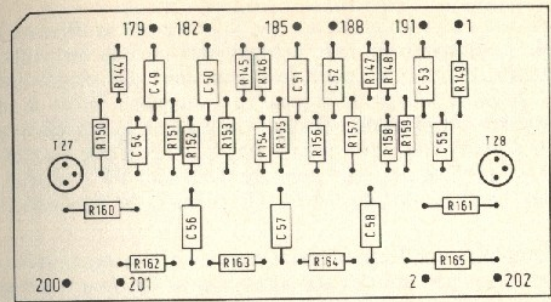 179 182 185 188 191 1
R144 C49 C50 R145 R146 C51 C52 R147 R148 C53 R149
R150 C54 R151 R152 R153 R154 R155 R156 R157 R158 R159 C55
T27 T28
R160 R161
C56 C57 C58
R162 R163 R164 R165
200 201 2 202